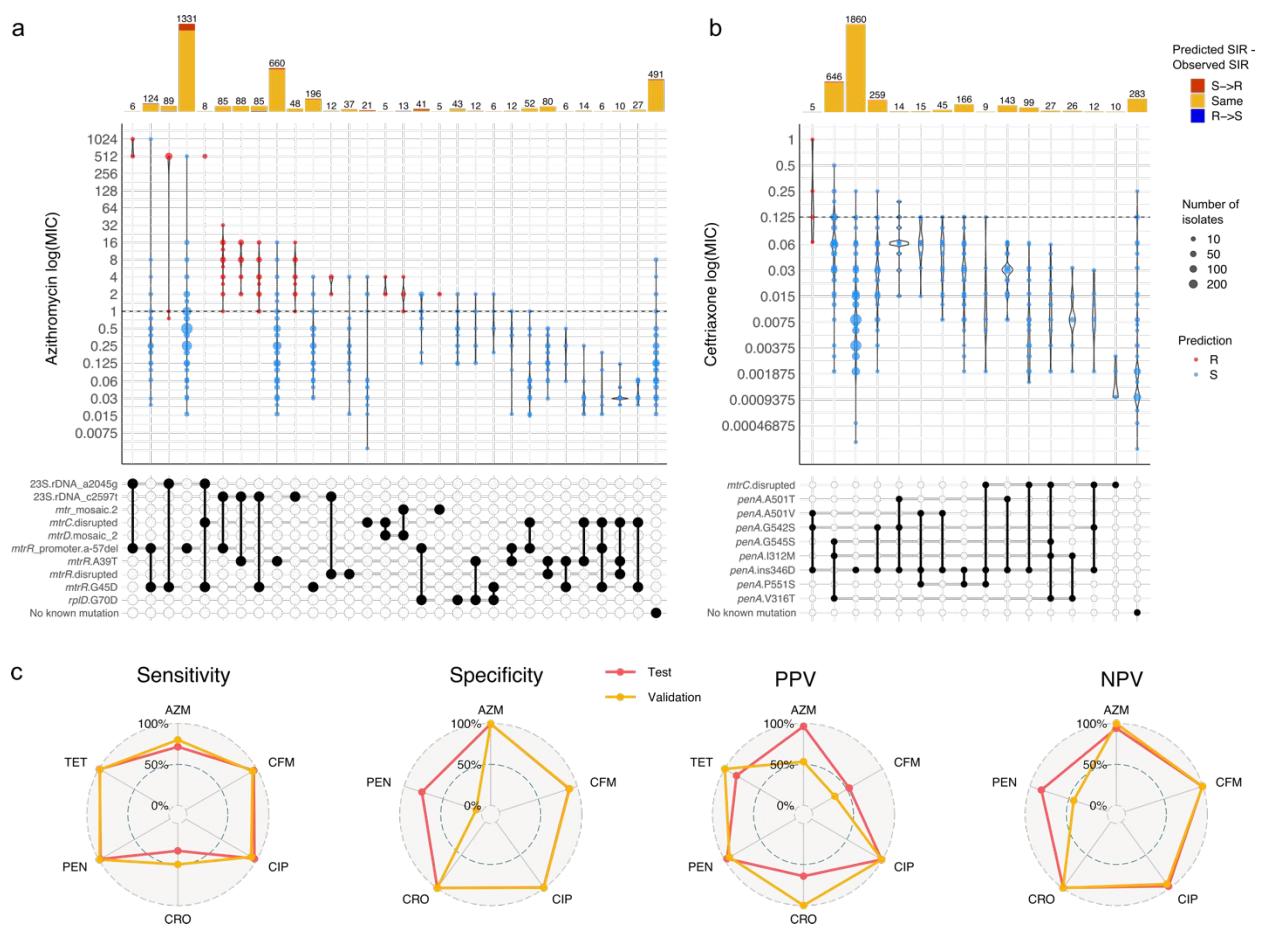 a
1331
6 124 89 8 85 88 85 660 48 196 12 37 21 5 13 41 5 43 12 6 12 52 80 6 6 10 27 491
Azithromycin log(MIC)
1024
512
256
128
64
32
16
8
4
2
1
0.5
0.25
0.125
0.06
0.03
0.015
0.0075
23S.rDNA_a2045g
23S.rDNA_c2597t
mtr_mosaic.2
mtrC.disrupted
mtrD.mosaic_2
mtrR_promoter.a-57del
mtrR.A39T
mtrR.disrupted
mtrR.G45D
rplD.G70D
No known mutation
b
5 646 1860 259 14 15 45 166 9 143 99 27 26 12 10 283
Ceftriaxone log(MIC)
1
0.5
0.25
0.125
0.06
0.03
0.015
0.0075
0.00375
0.001875
0.0009375
0.00046875
mtrC.disrupted
penA.A501T
penA.A501V
penA.G542S
penA.G545S
penA.I312M
penA.ins346D
penA.P551S
penA.V316T
No known mutation
Predicted SIR -
Observed SIR
S->R
Same
R->S
Number of
isolates
10
50
100
200
Prediction
R
S
c
Test
Validation
Sensitivity
AZM
100%
50%
0%
CFM
CIP
CRO
PEN
TET
Specificity
AZM
100%
50%
0%
CFM
CIP
CRO
PEN
PPV
AZM
100%
50%
0%
CFM
CIP
CRO
PEN
TET
NPV
AZM
100%
50%
0%
CFM
CIP
CRO
PEN